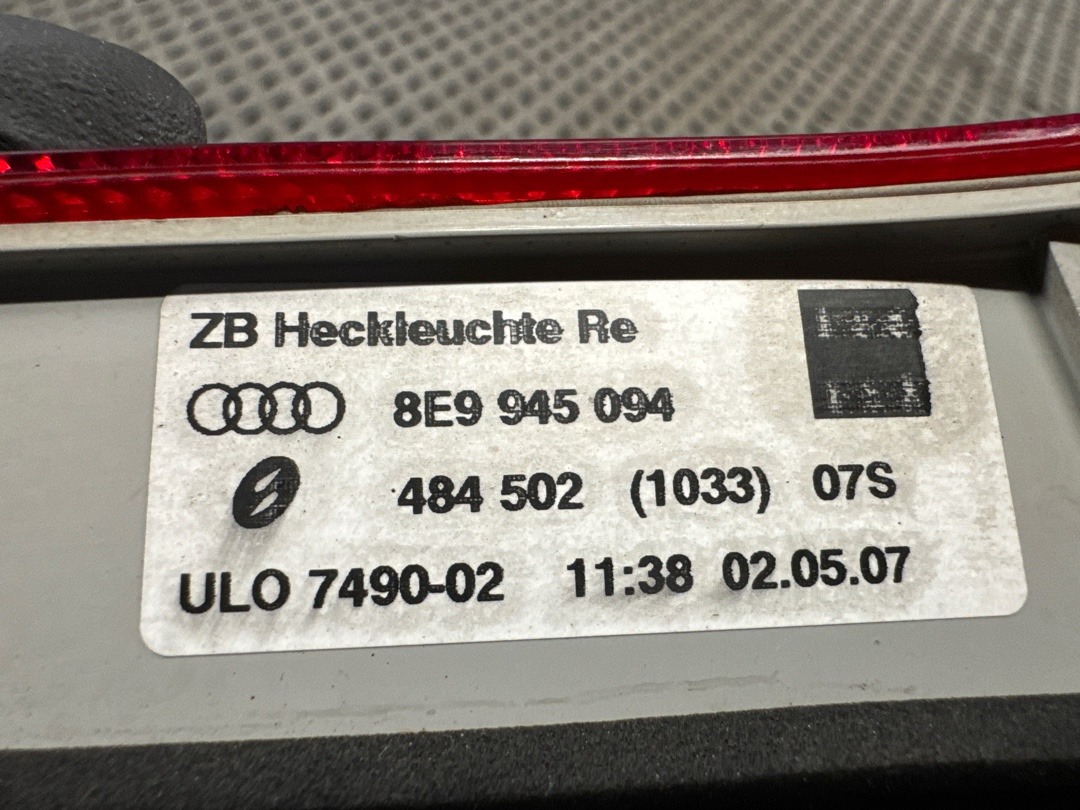 ZB Heckleuchte Re
8E9 945 094
484 502 (1033) 07S
ULO 7490-02 11:38 02.05.07